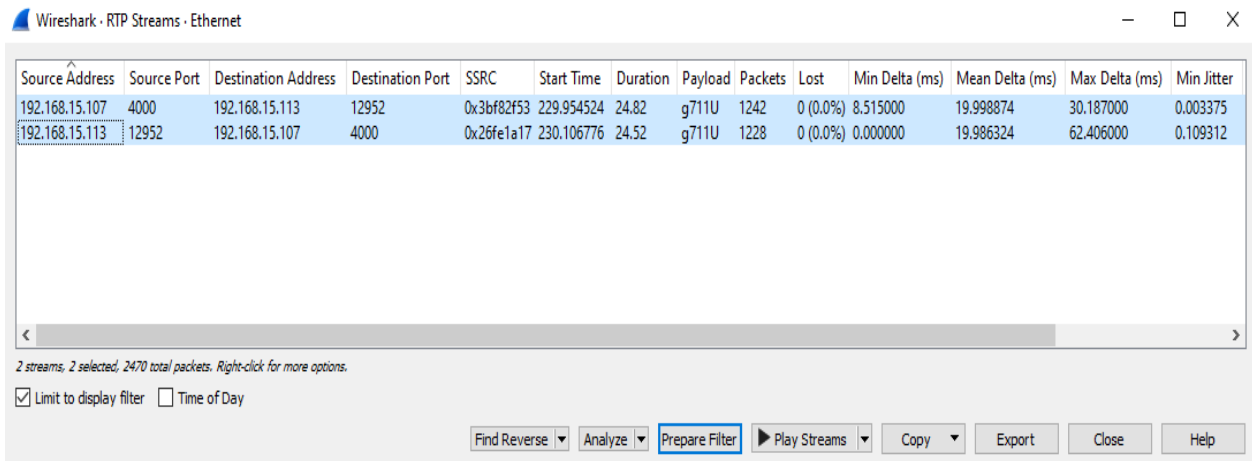 Wireshark · RTP Streams · Ethernet
Source Address Source Port Destination Address Destination Port SSRC Start Time Duration Payload Packets Lost Min Delta (ms) Mean Delta (ms) Max Delta (ms) Min Jitter
192.168.15.107 4000 192.168.15.113 12952 0x3bf82f53 229.954524 24.82 g711U 1242 0 (0.0%) 8.515000 19.998874 30.187000 0.003375
192.168.15.113 12952 192.168.15.107 4000 0x26fe1a17 230.106776 24.52 g711U 1228 0 (0.0%) 0.000000 19.986324 62.406000 0.109312
2 streams, 2 selected, 2470 total packets. Right-click for more options.
Limit to display filter Time of Day
Find Reverse Analyze Prepare Filter Play Streams Copy Export Close Help